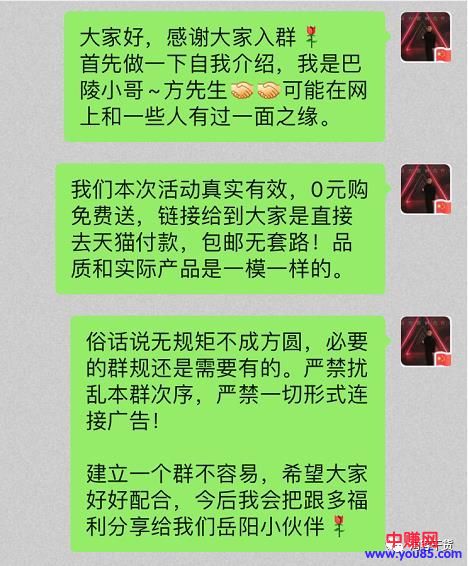 大家好，感谢大家入群🌹
首先做一下自我介绍，我是巴
陵小哥~方先生🤝🤝可能在网
上和一些人有过一面之缘。
我们本次活动真实有效，0元购
免费送，链接给到大家是直接
去天猫付款，包邮无套路！品
质和实际产品是一模一样的。
俗话说无规矩不成方圆，必要
的群规还是需要有的。严禁扰
乱本群次序，严禁一切形式连
接广告！
建立一个群不容易，希望大家
好好配合，今后我会把跟多福
利分享给我们岳阳小伙伴🌹
中赚网
www.you85.com